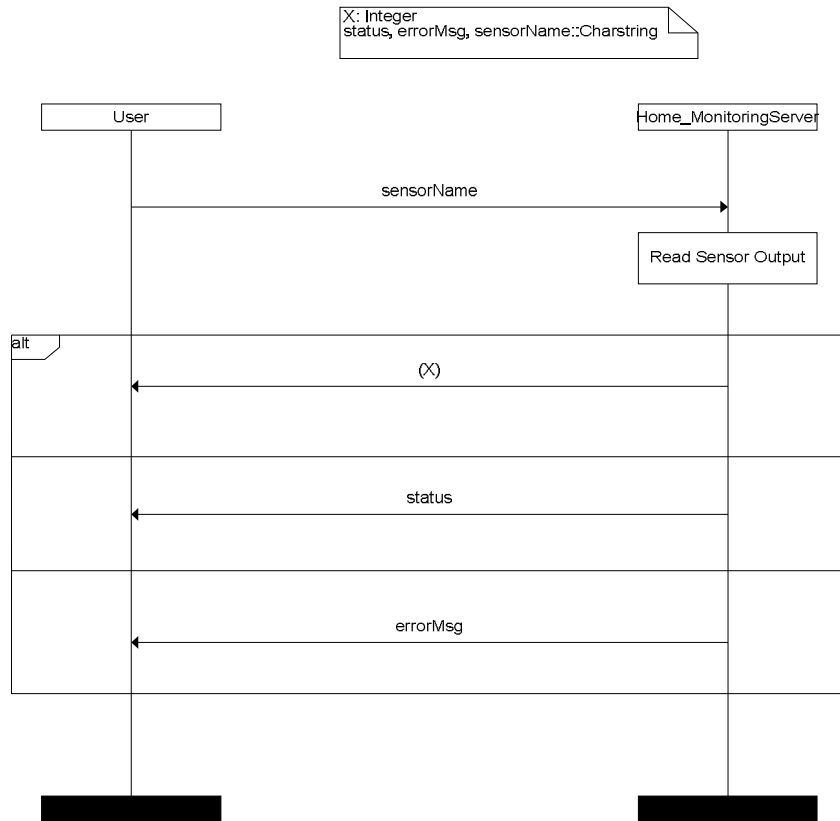 X: Integer
status, errorMsg, sensorName::Charstring
User
Home_MonitoringServer
sensorName
Read Sensor Output
alt
(X)
status
errorMsg